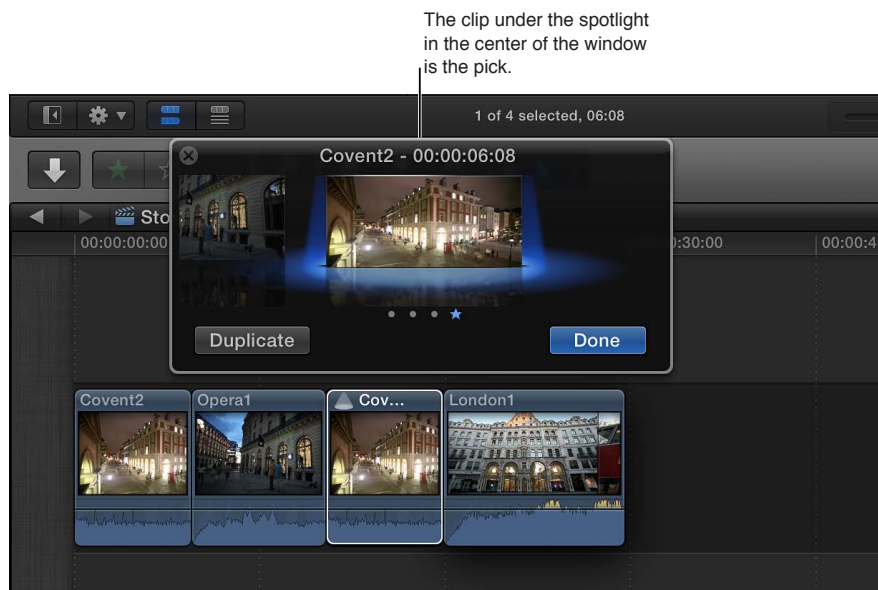 The clip under the spotlight
in the center of the window
is the pick.
1 of 4 selected, 06:08
Covent2 - 00:00:06:08
Sto
00:00:00:00
0:30:00
00:00:4
Duplicate
Done
Covent2
Opera1
Cov...
London1